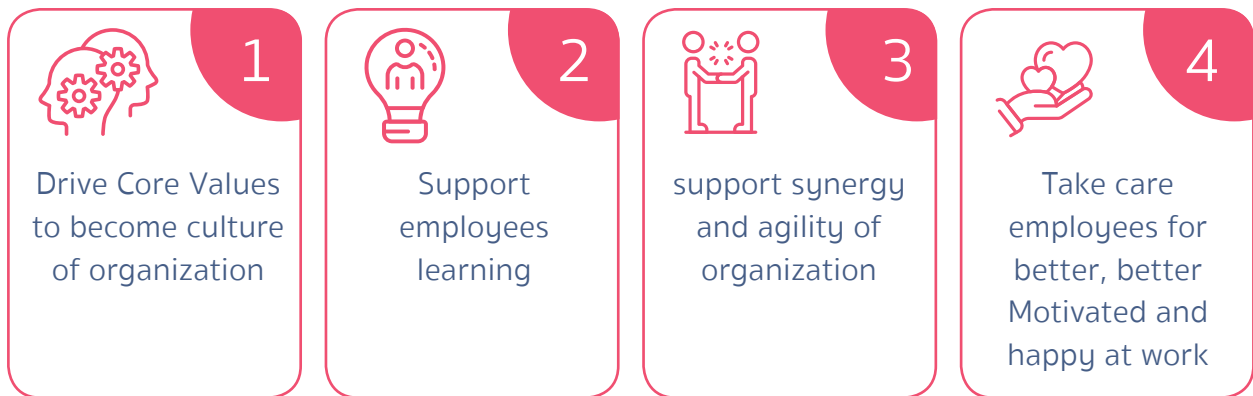 1
Drive Core Values
to become culture
of organization
2
Support
employees
learning
3
support synergy
and agility of
organization
4
Take care
employees for
better, better
Motivated and
happy at work